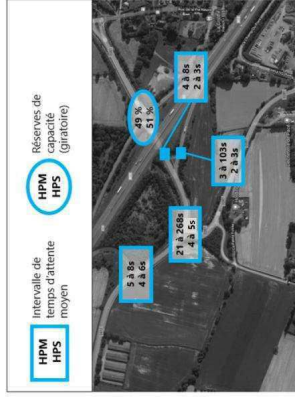 HPM
HPS
Intervalle de
temps d'attente
moyen
HPM
HPS
Réserves de
capacité
(giratoire)
5 à 8s
4 à 6s
21 à 268s
4 à 5s
49 %
51 %
4 à 8s
2 à 3s
3 à 103s
2 à 3s